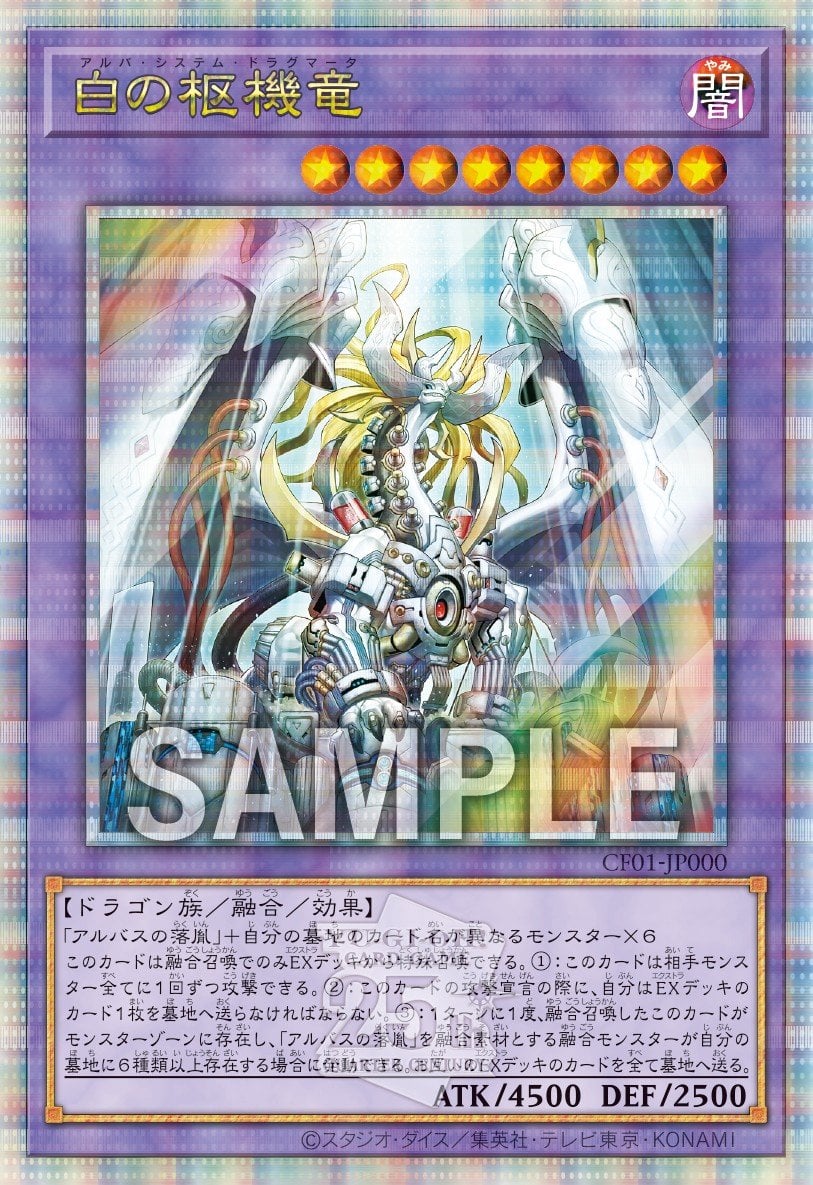 アルバ・システム・ドラグマータ
白の枢機竜
やみ
闇
SAMPLE
CF01-JP000
【ドラゴン族／融合／効果】
「アルバスの落胤」＋自分の墓地のカード名が異なるモンスター×６
このカードは融合召喚でのみEXデッキから特殊召喚できる。①：このカードは相手モンス
ター全てに１回ずつ攻撃できる。②：このカードの攻撃宣言の際に、自分はEXデッキの
カード１枚を墓地へ送らなければならない。③：１ターンに１度、融合召喚したこのカードが
モンスターゾーンに存在し、「アルバスの落胤」を融合素材とする融合モンスターが自分の
墓地に６種類以上存在する場合に発動できる。お互いのEXデッキのカードを全て墓地へ送る。
ATK/4500 DEF/2500
©スタジオ・ダイス／集英社・テレビ東京・KONAMI